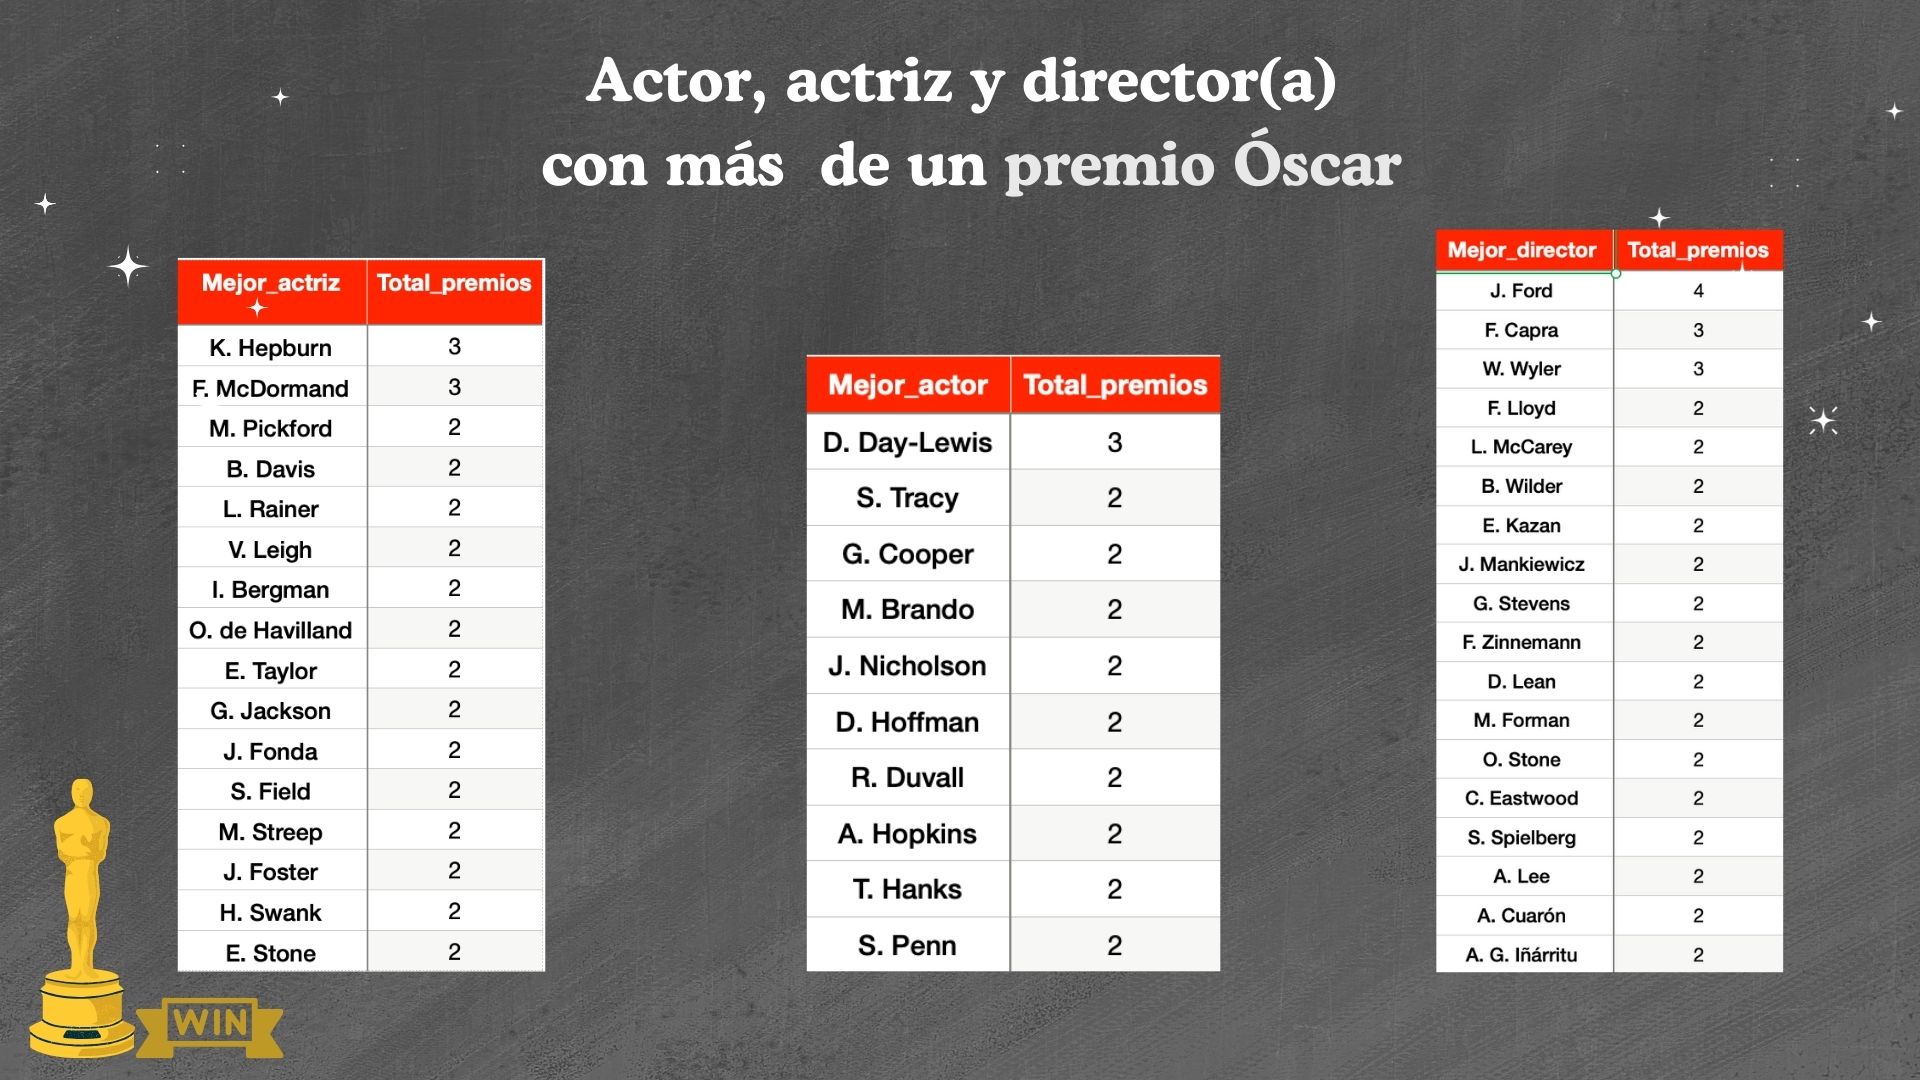 Actor, actriz y director(a)
con más de un premio Óscar
Mejor_actriz Total_premios
K. Hepburn 3
F. McDormand 3
M. Pickford 2
B. Davis 2
L. Rainer 2
V. Leigh 2
I. Bergman 2
O. de Havilland 2
E. Taylor 2
G. Jackson 2
J. Fonda 2
S. Field 2
M. Streep 2
J. Foster 2
H. Swank 2
E. Stone 2
Mejor_actor Total_premios
D. Day-Lewis 3
S. Tracy 2
G. Cooper 2
M. Brando 2
J. Nicholson 2
D. Hoffman 2
R. Duvall 2
A. Hopkins 2
T. Hanks 2
S. Penn 2
Mejor_director Total_premios
J. Ford 4
F. Capra 3
W. Wyler 3
F. Lloyd 2
L. McCarey 2
B. Wilder 2
E. Kazan 2
J. Mankiewicz 2
G. Stevens 2
F. Zinnemann 2
D. Lean 2
M. Forman 2
O. Stone 2
C. Eastwood 2
S. Spielberg 2
A. Lee 2
A. Cuarón 2
A. G. Iñárritu 2
WIN